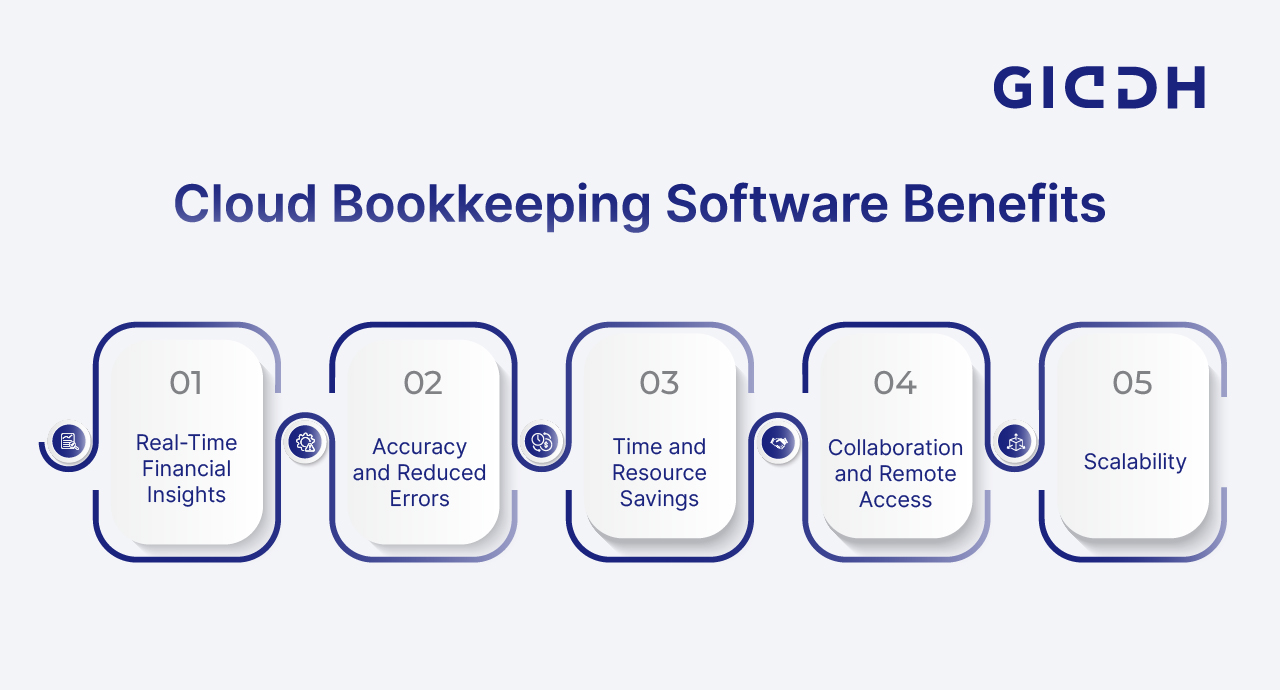 GICDH
Cloud Bookkeeping Software Benefits
01
Real-Time
Financial
Insights
02
Accuracy
and Reduced
Errors
03
Time and
Resource
Savings
04
Collaboration
and Remote
Access
05
Scalability